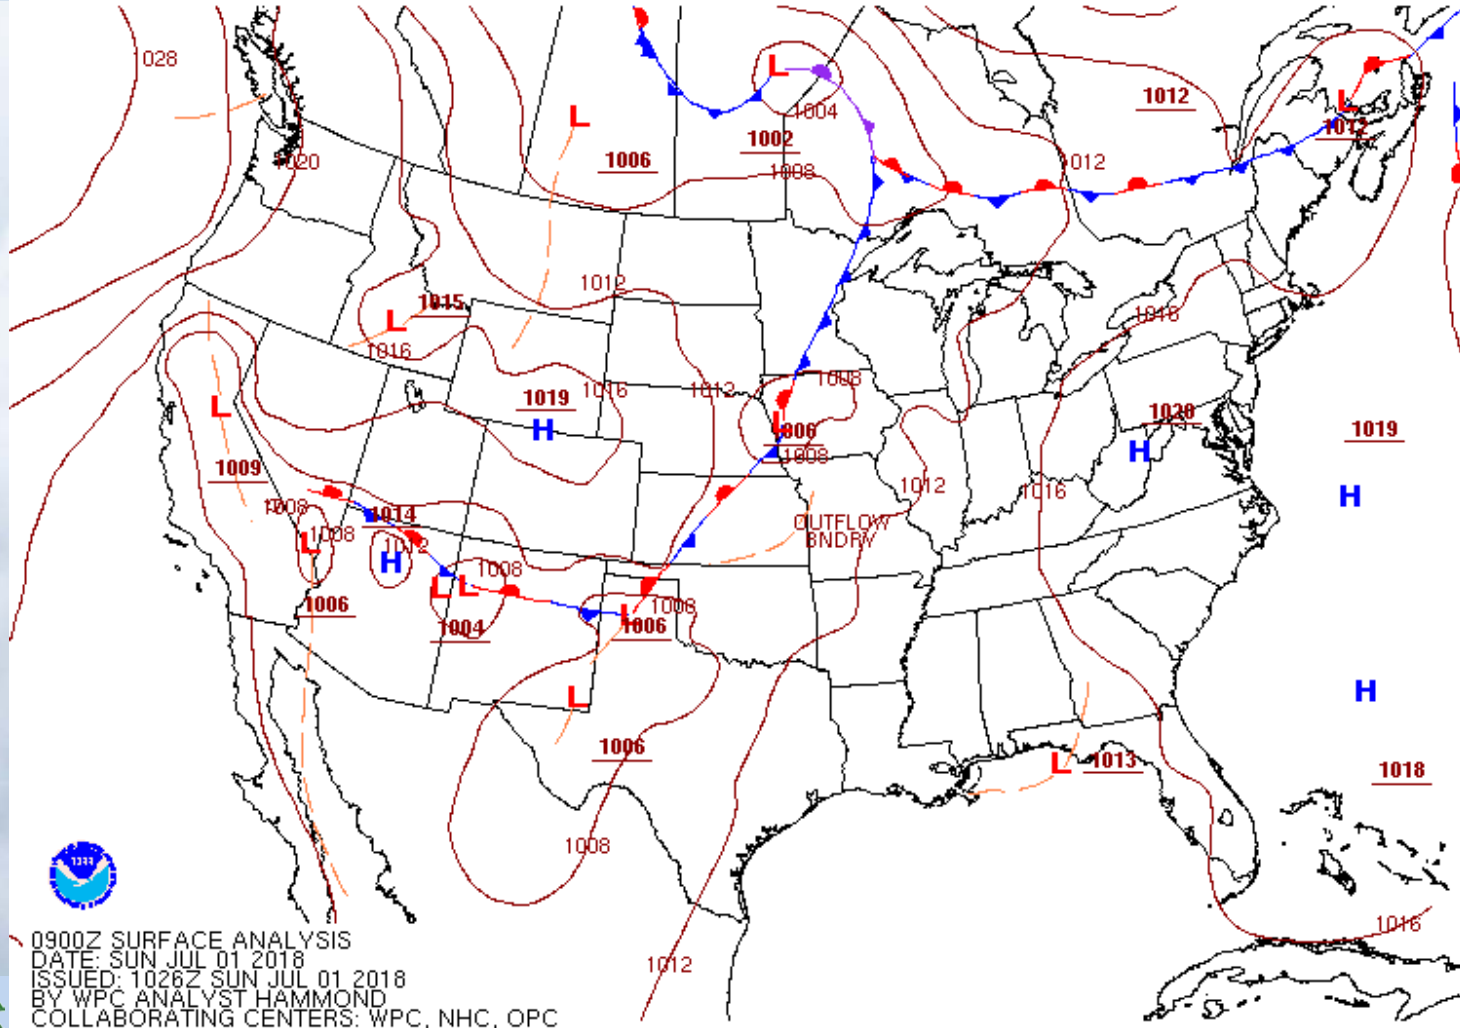 028
1004
1012
L
1012
L
1002
1006
1020
1008
012
1012
1015
L
1016
1016
1012
1008
1016
1012
1019
H
L
1009
1006
1008
1020
H
1019
H
1012
1016
1008
1008
L
1014
1012
H
1008
L L
1004
1006
OUTFLOW
BNDRY
1008
L
1006
L
1006
H
L
1013
1018
1008
1012
1016
0900Z SURFACE ANALYSIS
DATE: SUN JUL 01 2018
ISSUED: 1026Z SUN JUL 01 2018
BY WPC ANALYST HAMMOND
COLLABORATING CENTERS: WPC, NHC, OPC